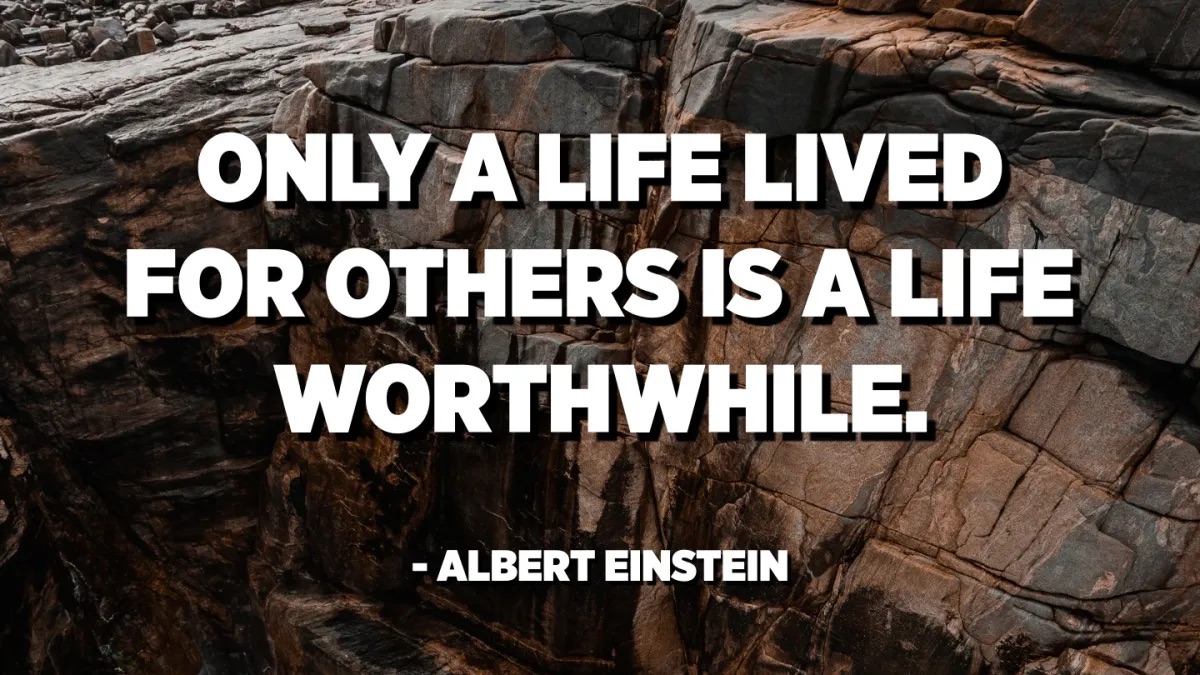 ONLY A LIFE LIVED
FOR OTHERS IS A LIFE
WORTHWHILE.
- ALBERT EINSTEIN